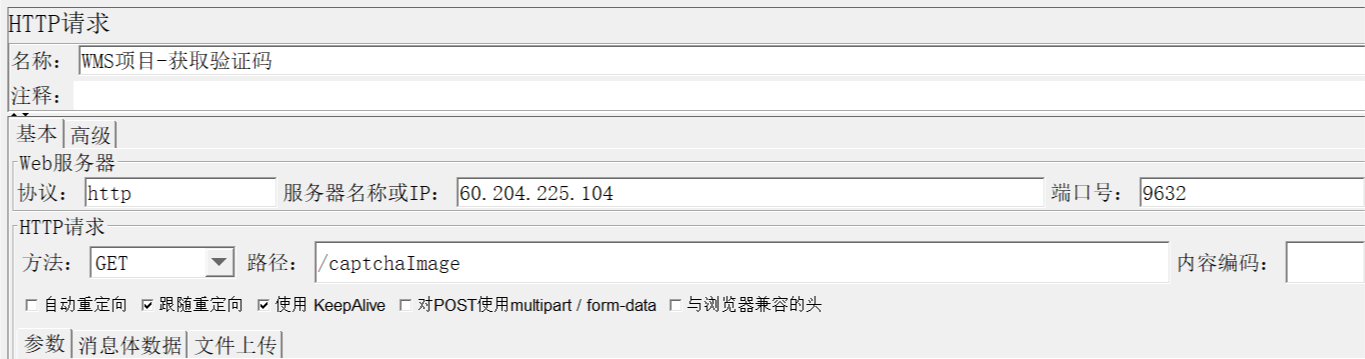 HTTP请求
名称： WMS项目-获取验证码
注释：
基本 高级
Web服务器
协议： http 服务器名称或IP： 60.204.225.104 端口号： 9632
HTTP请求
方法： GET 路径： /captchaImage 内容编码：
自动重定向 跟随重定向 使用 KeepAlive 对POST使用multipart / form-data 与浏览器兼容的头
参数 消息体数据 文件上传